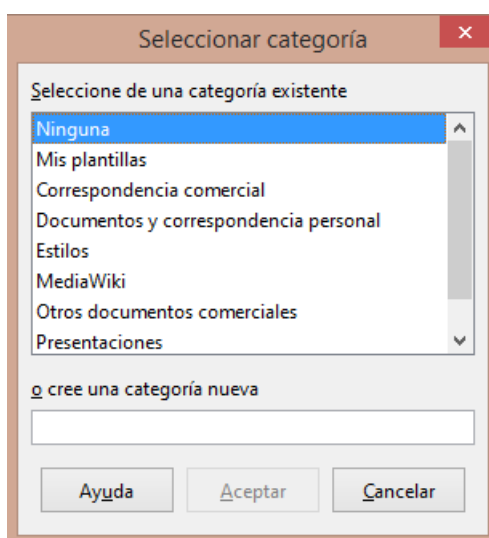 Seleccionar categoría
Seleccione de una categoría existente
Ninguna
Mis plantillas
Correspondencia comercial
Documentos y correspondencia personal
Estilos
MediaWiki
Otros documentos comerciales
Presentaciones
o cree una categoría nueva
Ayuda Aceptar Cancelar